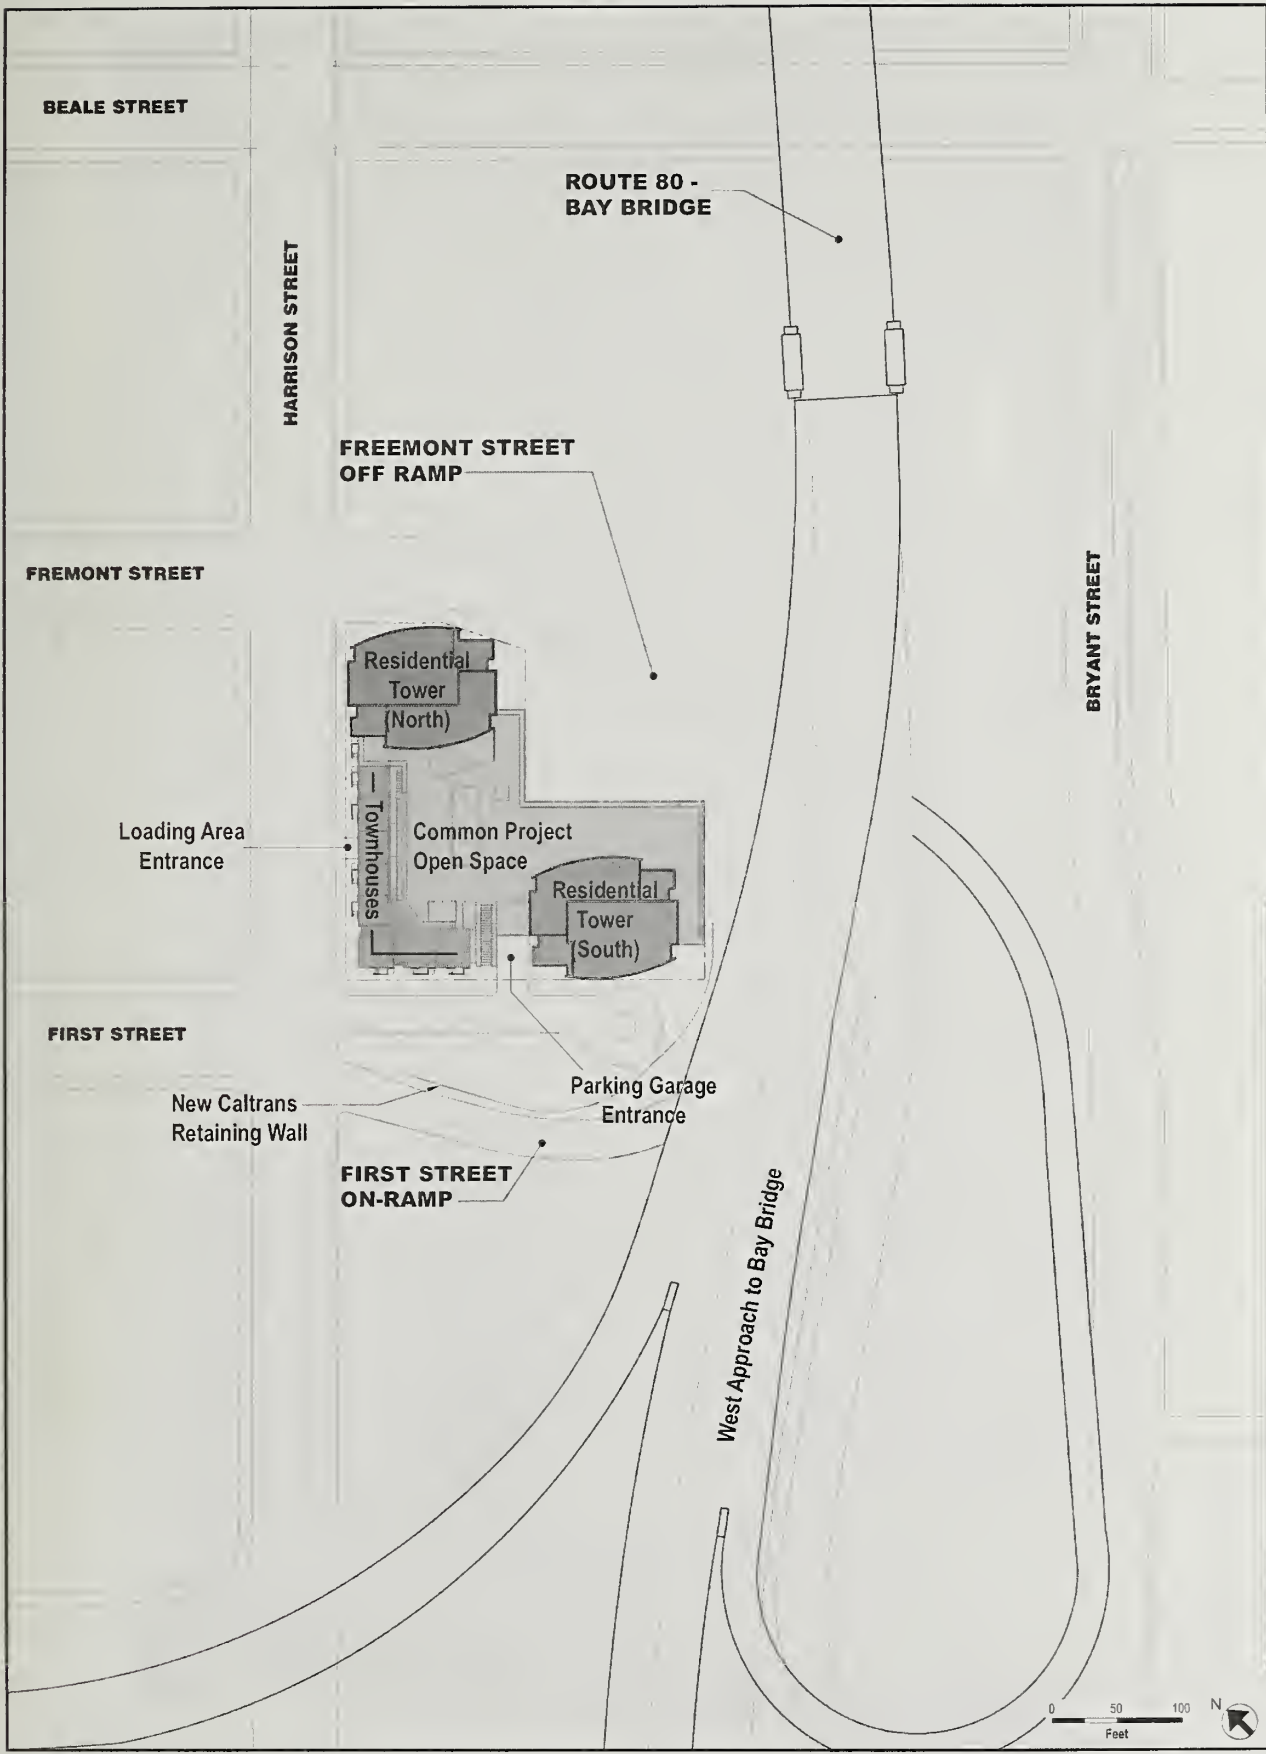 BEALE STREET
ROUTE 80 -
BAY BRIDGE
HARRISON STREET
FREEMONT STREET
OFF RAMP
FREMONT STREET
BRYANT STREET
Residential
Tower
(North)
Loading Area
Entrance
Townhouses
Common Project
Open Space
Residential
Tower
(South)
FIRST STREET
Parking Garage
Entrance
New Caltrans
Retaining Wall
FIRST STREET
ON-RAMP
West Approach to Bay Bridge
0 50 100
Feet
N